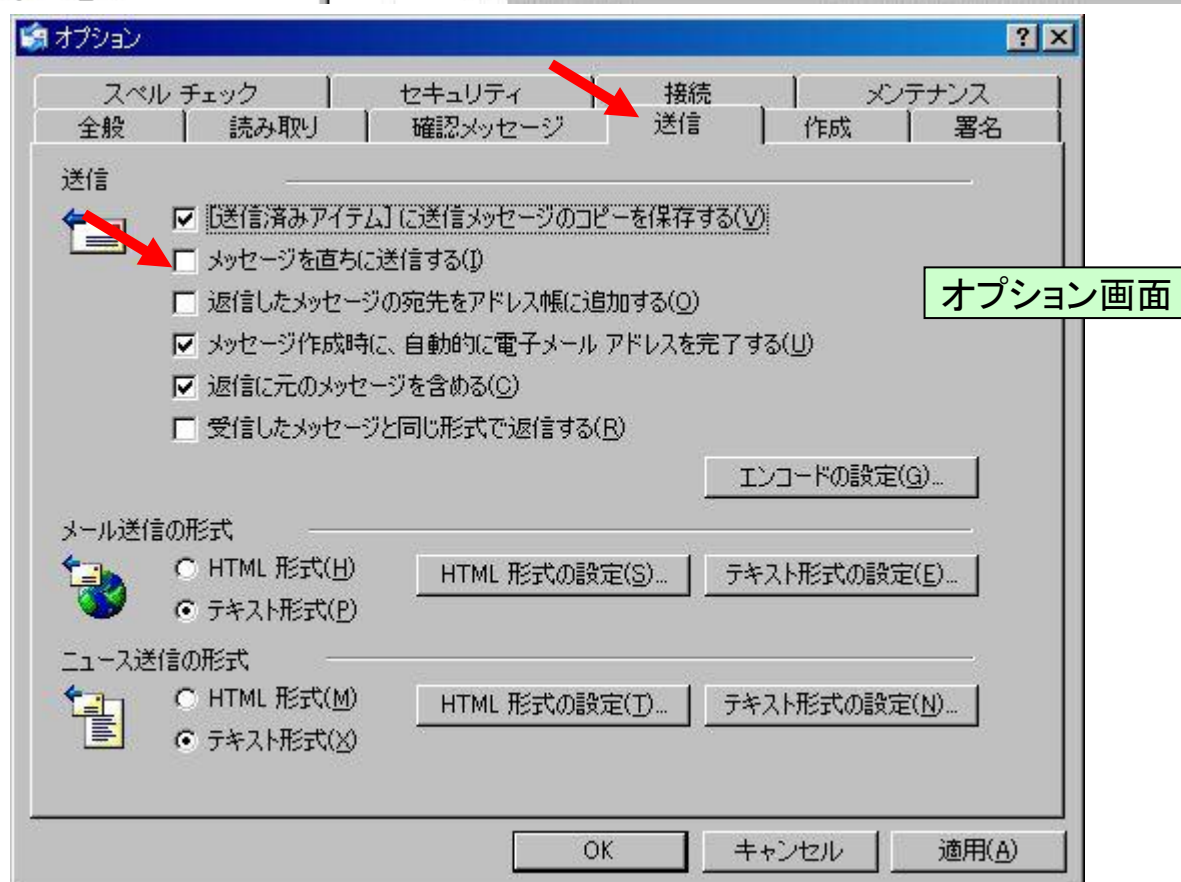 オプション
スペル チェック セキュリティ 接続 メンテナンス
全般 読み取り 確認メッセージ 送信 作成 署名
送信
[送信済みアイテム] に送信メッセージのコピーを保存する(V)
メッセージを直ちに送信する(I)
オプション画面
返信したメッセージの宛先をアドレス帳に追加する(O)
メッセージ作成時に、自動的に電子メール アドレスを完了する(U)
返信に元のメッセージを含める(C)
受信したメッセージと同じ形式で返信する(R)
エンコードの設定(G)...
メール送信の形式
HTML 形式(H) HTML 形式の設定(S)... テキスト形式の設定(E)...
テキスト形式(P)
ニュース送信の形式
HTML 形式(M) HTML 形式の設定(T)... テキスト形式の設定(N)...
テキスト形式(X)
OK キャンセル 適用(A)